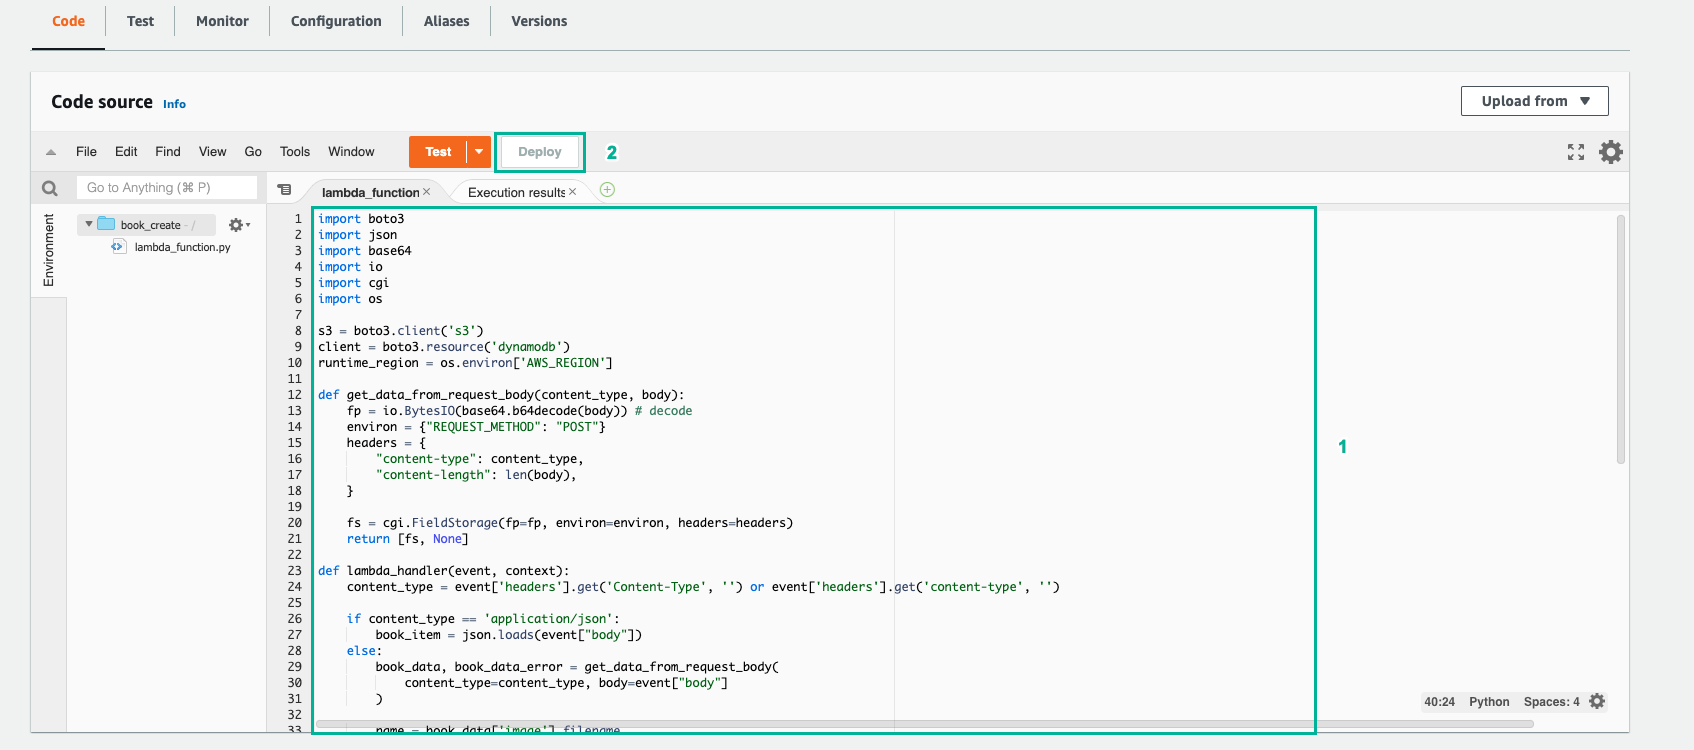 Code Test Monitor Configuration Aliases Versions
Code source Info
Upload from
File Edit Find View Go Tools Window
Test
Deploy
2
Go to Anything (⌘ P)
lambda_function
Execution results
Environment
book_create - /
lambda_function.py
1 import boto3
2 import json
3 import base64
4 import io
5 import cgi
6 import os
7
8 s3 = boto3.client('s3')
9 client = boto3.resource('dynamodb')
10 runtime_region = os.environ['AWS_REGION']
11
12 def get_data_from_request_body(content_type, body):
13     fp = io.BytesIO(base64.b64decode(body)) # decode
14     environ = {"REQUEST_METHOD": "POST"}
15     headers = {
16         "content-type": content_type,
17         "content-length": len(body),
18     }
19
20     fs = cgi.FieldStorage(fp=fp, environ=environ, headers=headers)
21     return [fs, None]
22
23 def lambda_handler(event, context):
24     content_type = event['headers'].get('Content-Type', '') or event['headers'].get('content-type', '')
25
26     if content_type == 'application/json':
27         book_item = json.loads(event["body"])
28     else:
29         book_data, book_data_error = get_data_from_request_body(
30             content_type=content_type, body=event["body"]
31         )
32
33         name = book_data['image'].filename
1
40:24 Python Spaces: 4